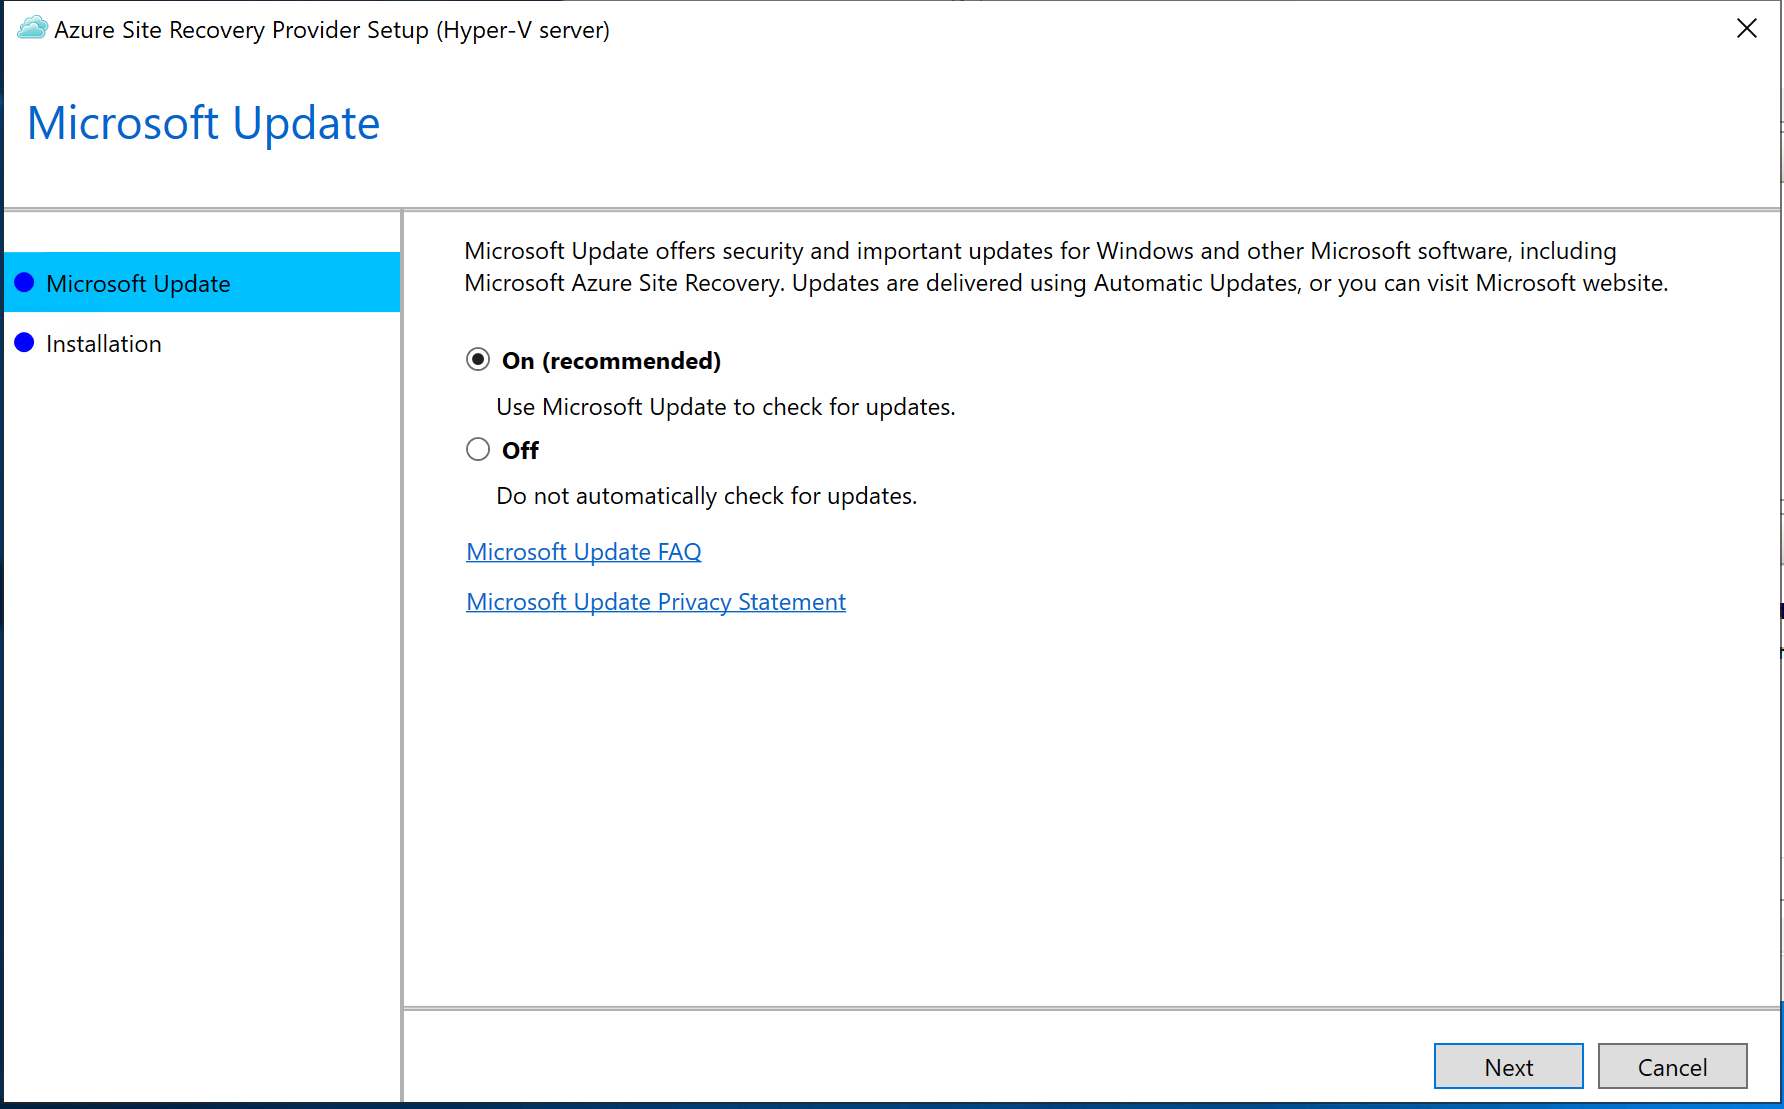 Azure Site Recovery Provider Setup (Hyper-V server)
Microsoft Update
Microsoft Update
Installation
Microsoft Update offers security and important updates for Windows and other Microsoft software, including
Microsoft Azure Site Recovery. Updates are delivered using Automatic Updates, or you can visit Microsoft website.
On (recommended)
Use Microsoft Update to check for updates.
Off
Do not automatically check for updates.
Microsoft Update FAQ
Microsoft Update Privacy Statement
Next
Cancel